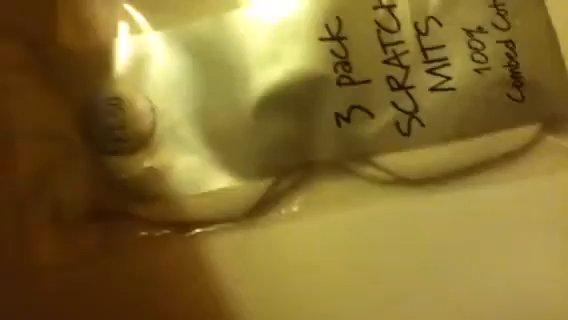 3 pack
SCRATCH
MITS
100%
Combed Cot